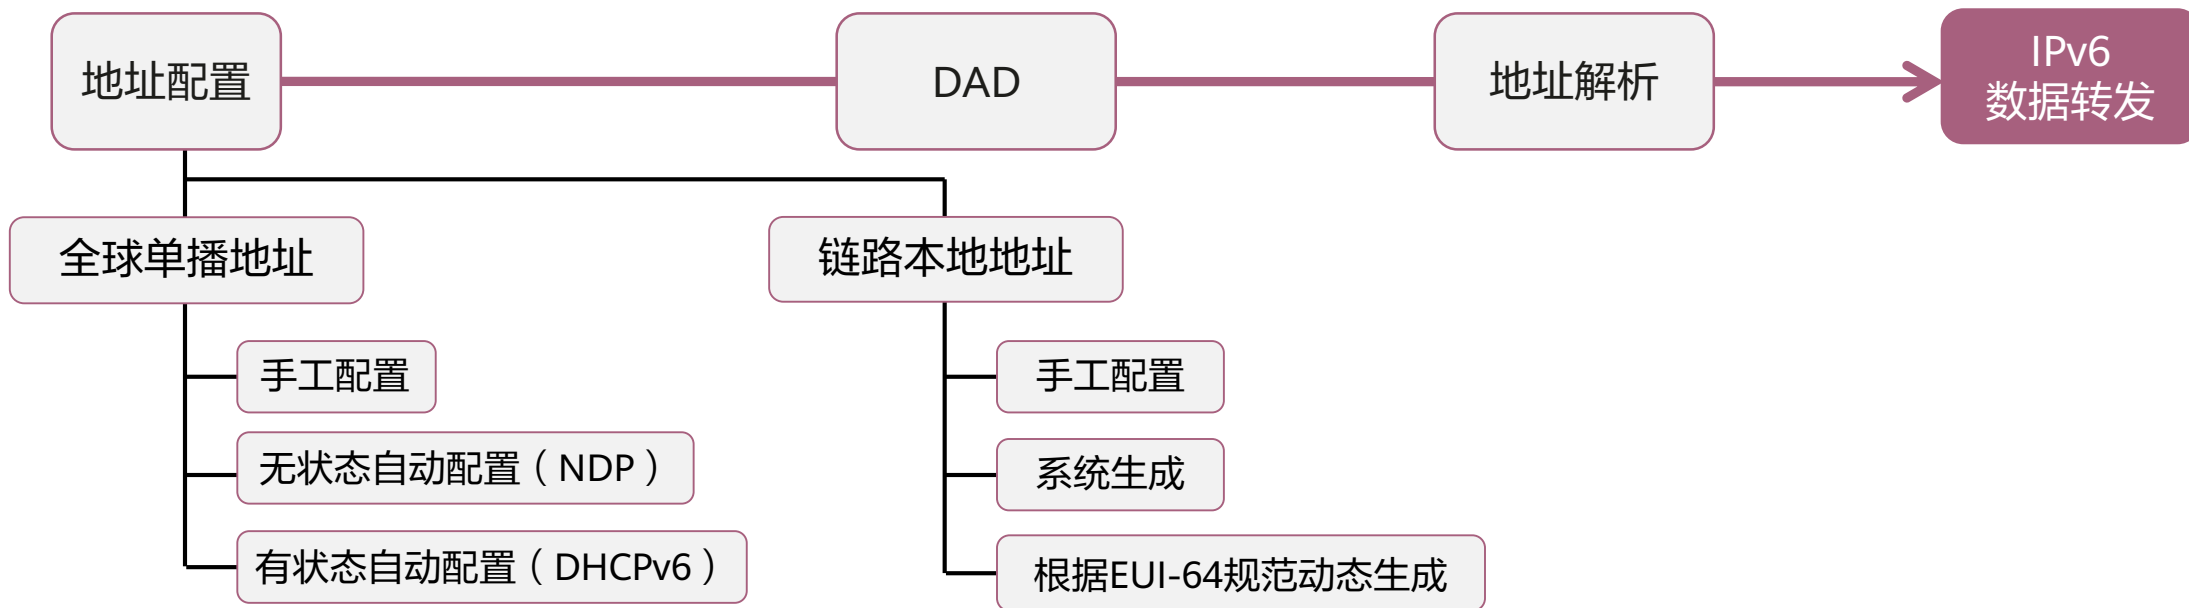 地址配置
DAD
地址解析
IPv6
数据转发
全球单播地址
链路本地地址
手工配置
手工配置
无状态自动配置（NDP）
系统生成
有状态自动配置（DHCPv6）
根据EUI-64规范动态生成